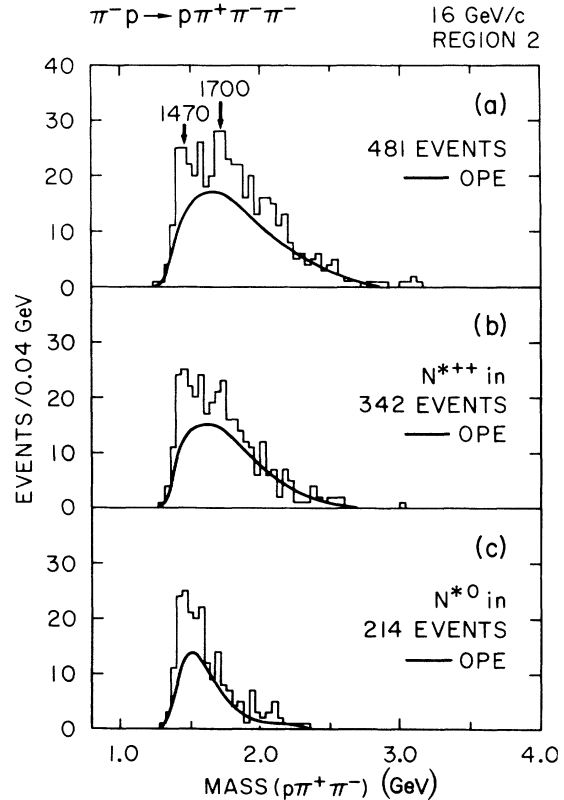 π⁻p → pπ⁺π⁻π⁻
16 GeV/c
REGION 2
40
30
20
10
0
1470
1700
(a)
481 EVENTS
OPE
30
20
10
0
(b)
N*++ in
342 EVENTS
OPE
30
20
10
0
(c)
N*0 in
214 EVENTS
OPE
EVENTS/0.04 GeV
1.0 2.0 3.0 4.0
MASS (pπ⁺π⁻) (GeV)